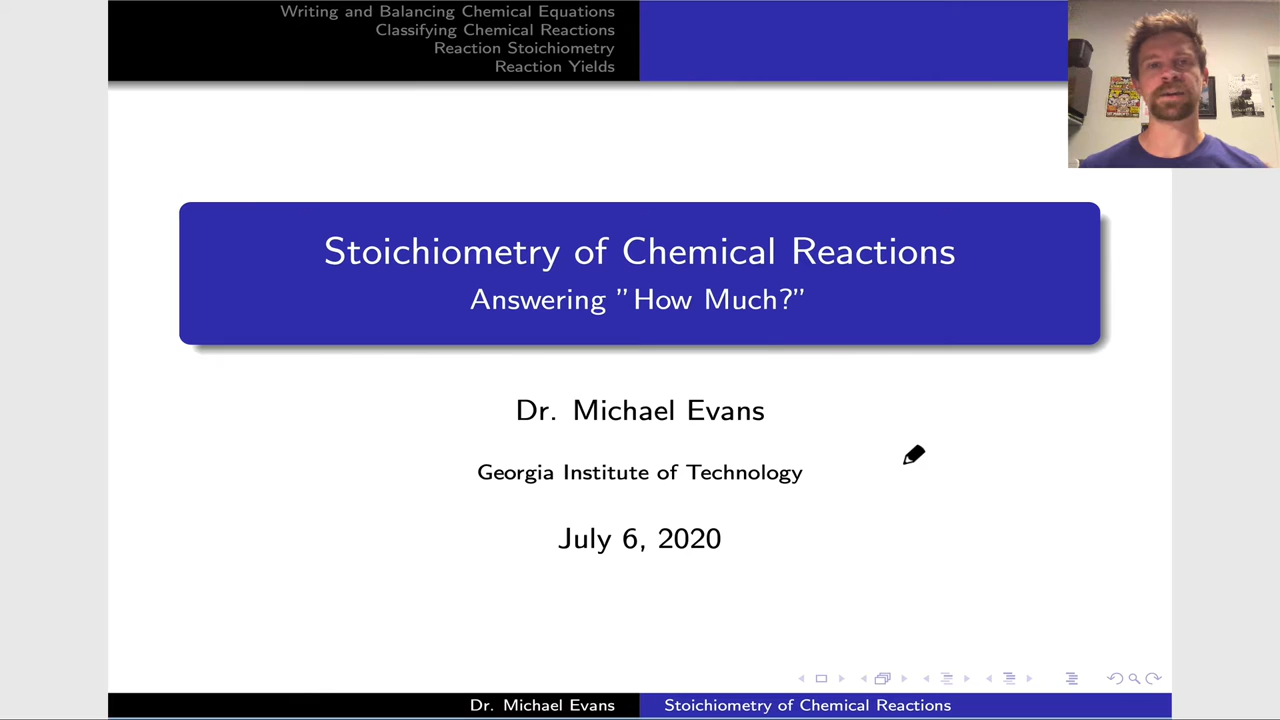 Writing and Balancing Chemical Equations
Classifying Chemical Reactions
Reaction Stoichiometry
Reaction Yields
Stoichiometry of Chemical Reactions
Answering ”How Much?”
Dr. Michael Evans
Georgia Institute of Technology
July 6, 2020
Dr. Michael Evans
Stoichiometry of Chemical Reactions